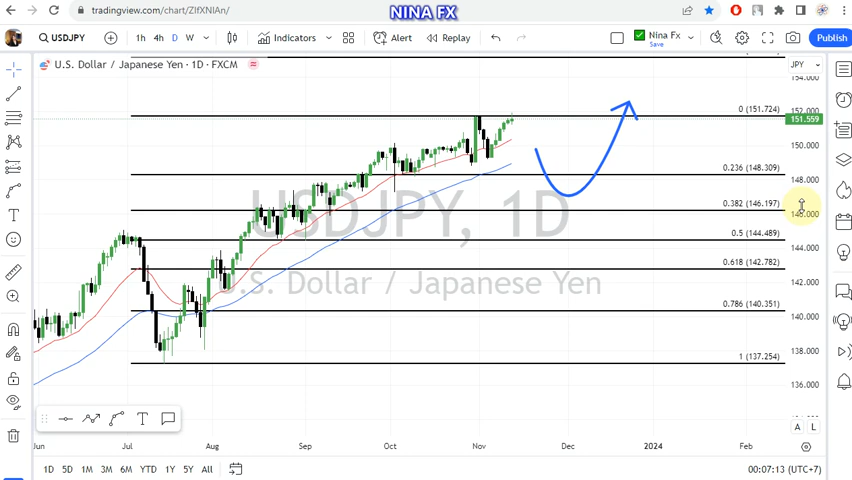 NINA FX
tradingview.com/chart/ZIfXNIAn/
USDJPY
1h 4h D W
Indicators
Alert
Replay
Nina Fx
Save
Publish
U.S. Dollar / Japanese Yen · 1D · FXCM
JPY
154.000
0 (151.724)
152.000
151.559
150.000
0.236 (148.309)
148.000
0.382 (146.197)
146.000
0.5 (144.489)
144.000
0.618 (142.782)
142.000
0.786 (140.351)
140.000
138.000
1 (137.254)
136.000
USDJPY, 1D
U.S. Dollar / Japanese Yen
A L
Jun Jul Aug Sep Oct Nov Dec 2024 Feb
1D 5D 1M 3M 6M YTD 1Y 5Y All
00:07:13 (UTC+7)